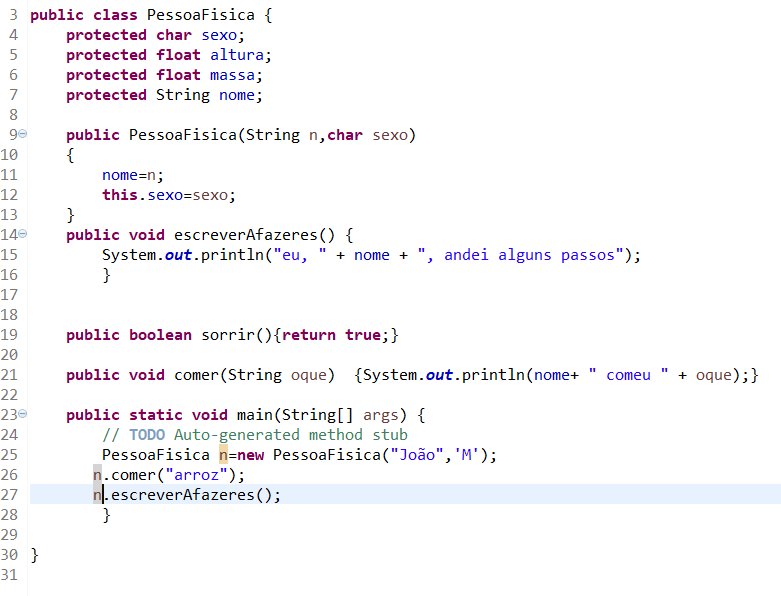 3 public class PessoaFisica {
4     protected char sexo;
5     protected float altura;
6     protected float massa;
7     protected String nome;
8
9     public PessoaFisica(String n,char sexo)
10     {
11         nome=n;
12         this.sexo=sexo;
13     }
14     public void escreverAfazeres() {
15         System.out.println("eu, " + nome + ", andei alguns passos");
16         }
17
18
19     public boolean sorrir(){return true;}
20
21     public void comer(String oque)  {System.out.println(nome+ " comeu " + oque);}
22
23     public static void main(String[] args) {
24         // TODO Auto-generated method stub
25         PessoaFisica n=new PessoaFisica("João",'M');
26        n.comer("arroz");
27        n.escreverAfazeres();
28         }
29
30 }
31